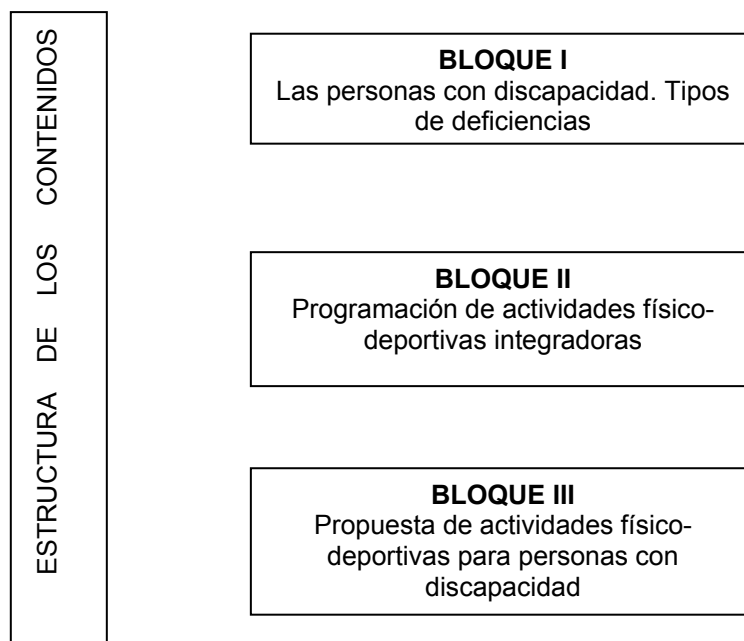 ESTRUCTURA DE LOS CONTENIDOS
BLOQUE I
Las personas con discapacidad. Tipos
de deficiencias
BLOQUE II
Programación de actividades físico-
deportivas integradoras
BLOQUE III
Propuesta de actividades físico-
deportivas para personas con
discapacidad